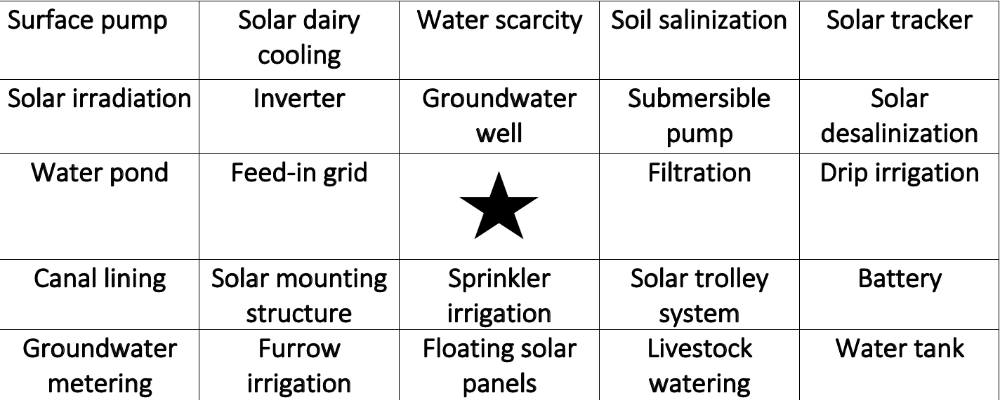 Surface pump
Solar dairy
cooling
Water scarcity
Soil salinization
Solar tracker
Solar irradiation
Inverter
Groundwater
well
Submersible
pump
Solar
desalinization
Water pond
Feed-in grid
Filtration
Drip irrigation
Canal lining
Solar mounting
structure
Sprinkler
irrigation
Solar trolley
system
Battery
Groundwater
metering
Furrow
irrigation
Floating solar
panels
Livestock
watering
Water tank